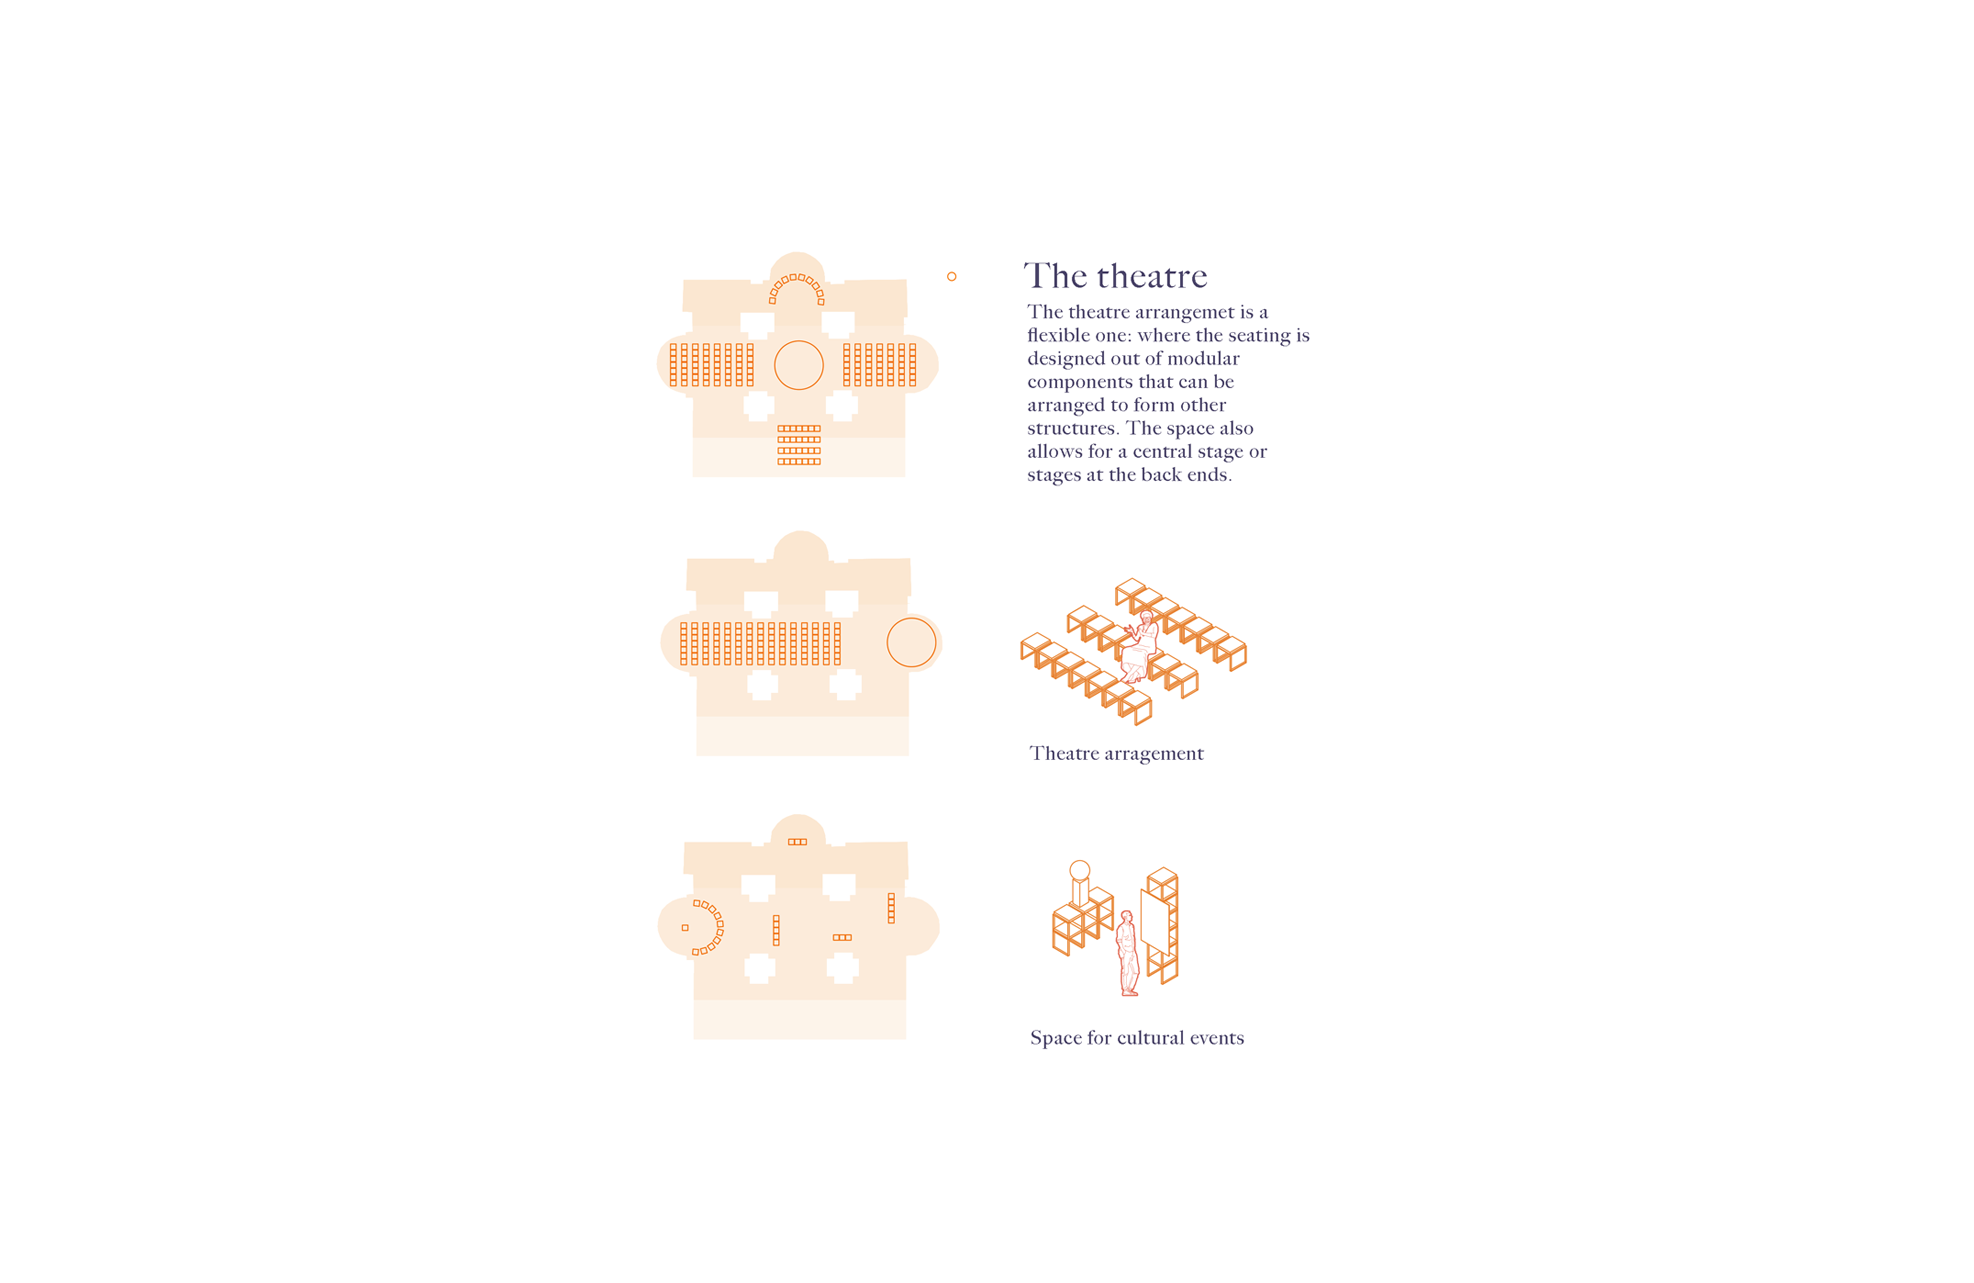 The theatre
The theatre arrangemet is a
flexible one: where the seating is
designed out of modular
components that can be
arranged to form other
structures. The space also
allows for a central stage or
stages at the back ends.
Theatre arragement
Space for cultural events